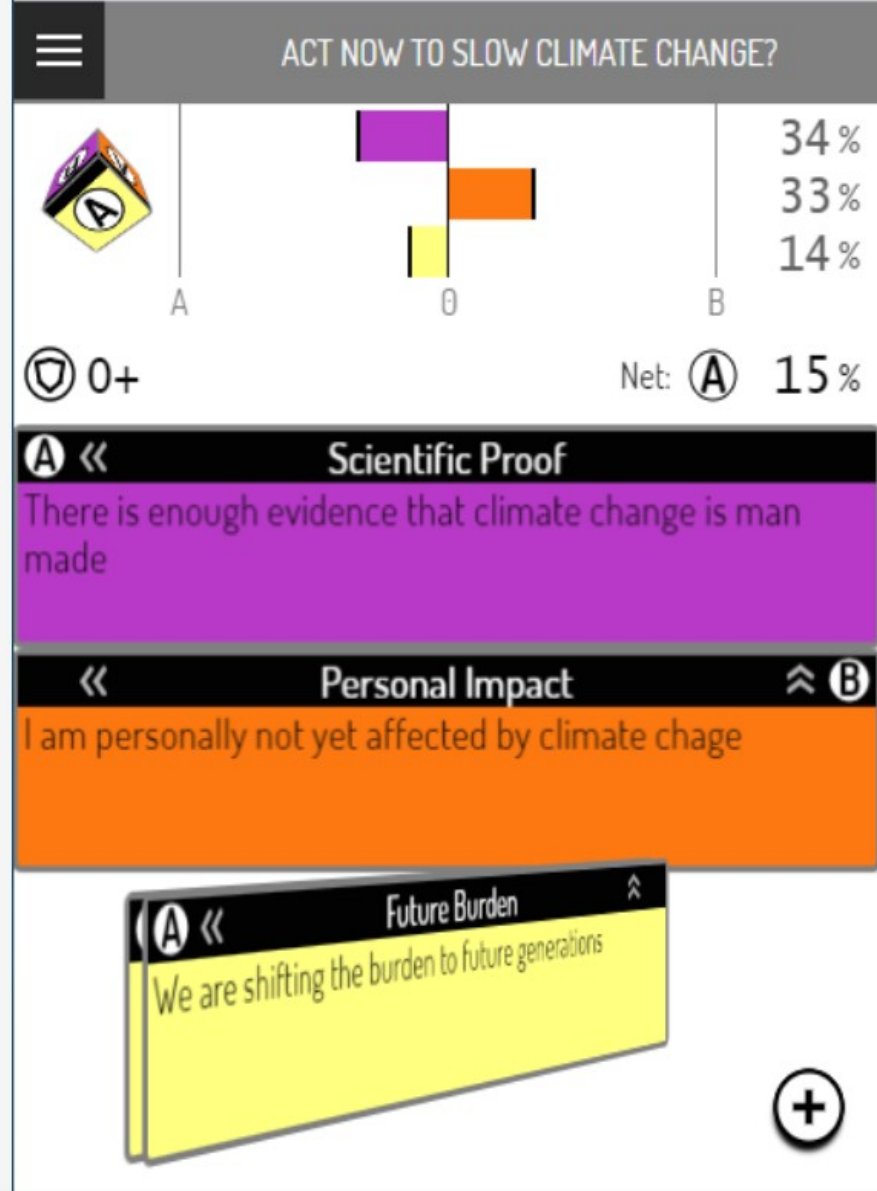 ACT NOW TO SLOW CLIMATE CHANGE?
34 %
33 %
A
14 %
A 0 B
0+ Net: A 15 %
A « Scientific Proof
There is enough evidence that climate change is man
made
« Personal Impact B
I am personally not yet affected by climate chage
A « Future Burden
We are shifting the burden to future generations
+